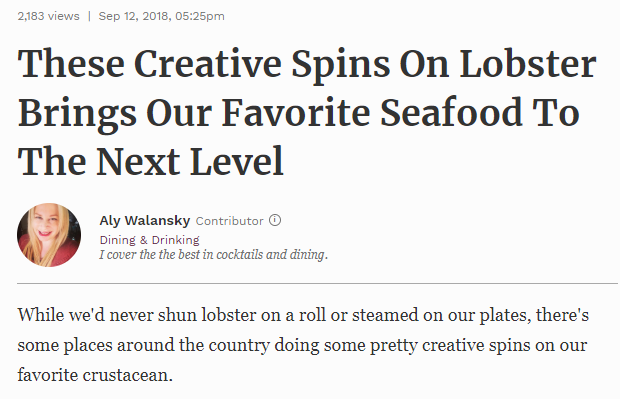 2,183 views | Sep 12, 2018, 05:25pm
These Creative Spins On Lobster
Brings Our Favorite Seafood To
The Next Level
Aly Walansky Contributor ⓘ
Dining & Drinking
I cover the the best in cocktails and dining.
While we'd never shun lobster on a roll or steamed on our plates, there's
some places around the country doing some pretty creative spins on our
favorite crustacean.